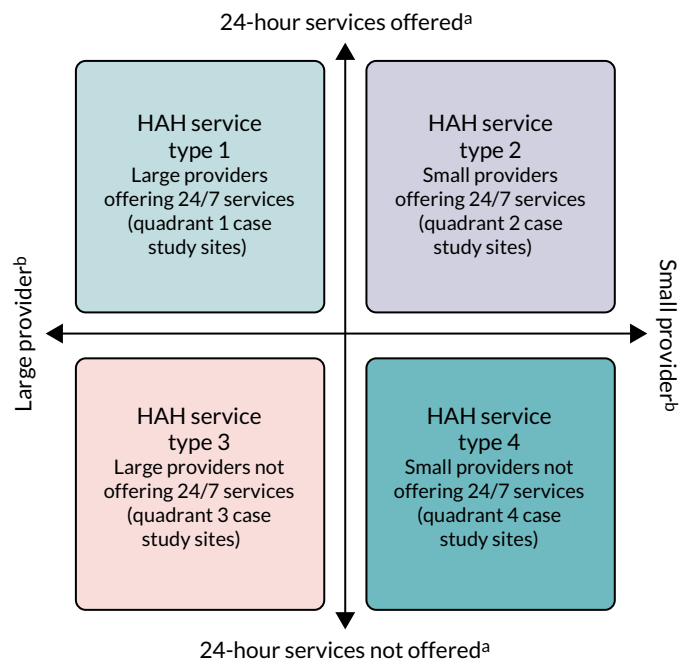 24-hour services offeredᵃ
HAH service
type 1
Large providers
offering 24/7 services
(quadrant 1 case
study sites)
HAH service
type 2
Small providers
offering 24/7 services
(quadrant 2 case
study sites)
Large providerᵇ
Small providerᵇ
HAH service
type 3
Large providers not
offering 24/7 services
(quadrant 3 case
study sites)
HAH service
type 4
Small providers not
offering 24/7 services
(quadrant 4 case
study sites)
24-hour services not offeredᵃ